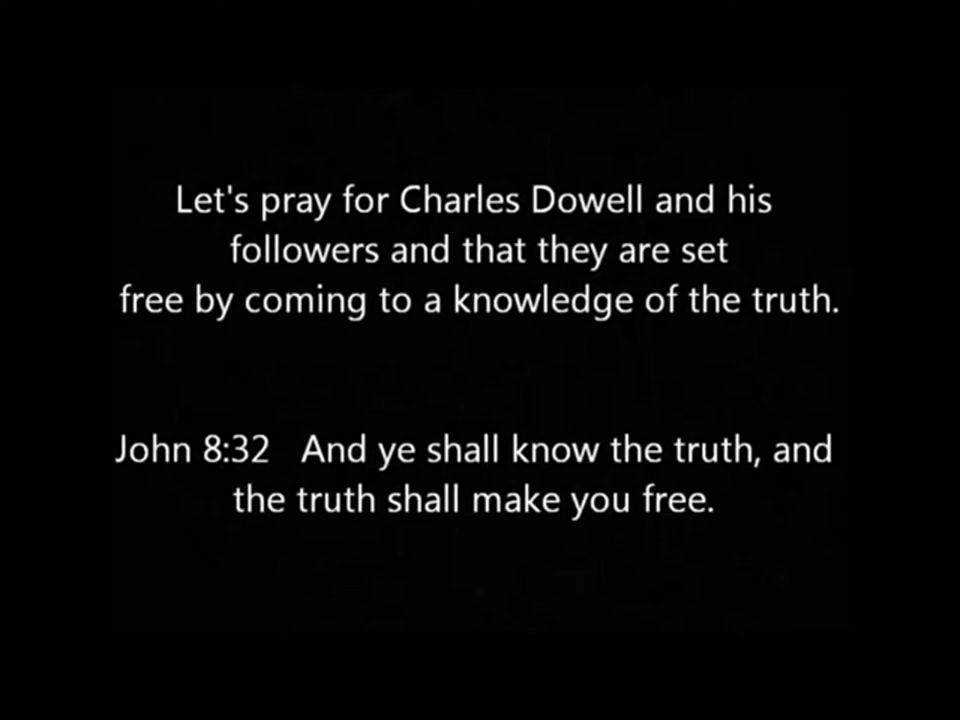 Let's pray for Charles Dowell and his
followers and that they are set
free by coming to a knowledge of the truth.
John 8:32   And ye shall know the truth, and
the truth shall make you free.